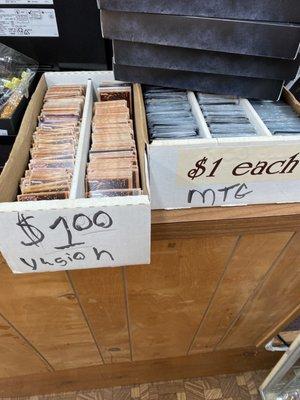 $1 each
MTG
$1.00
yugioh